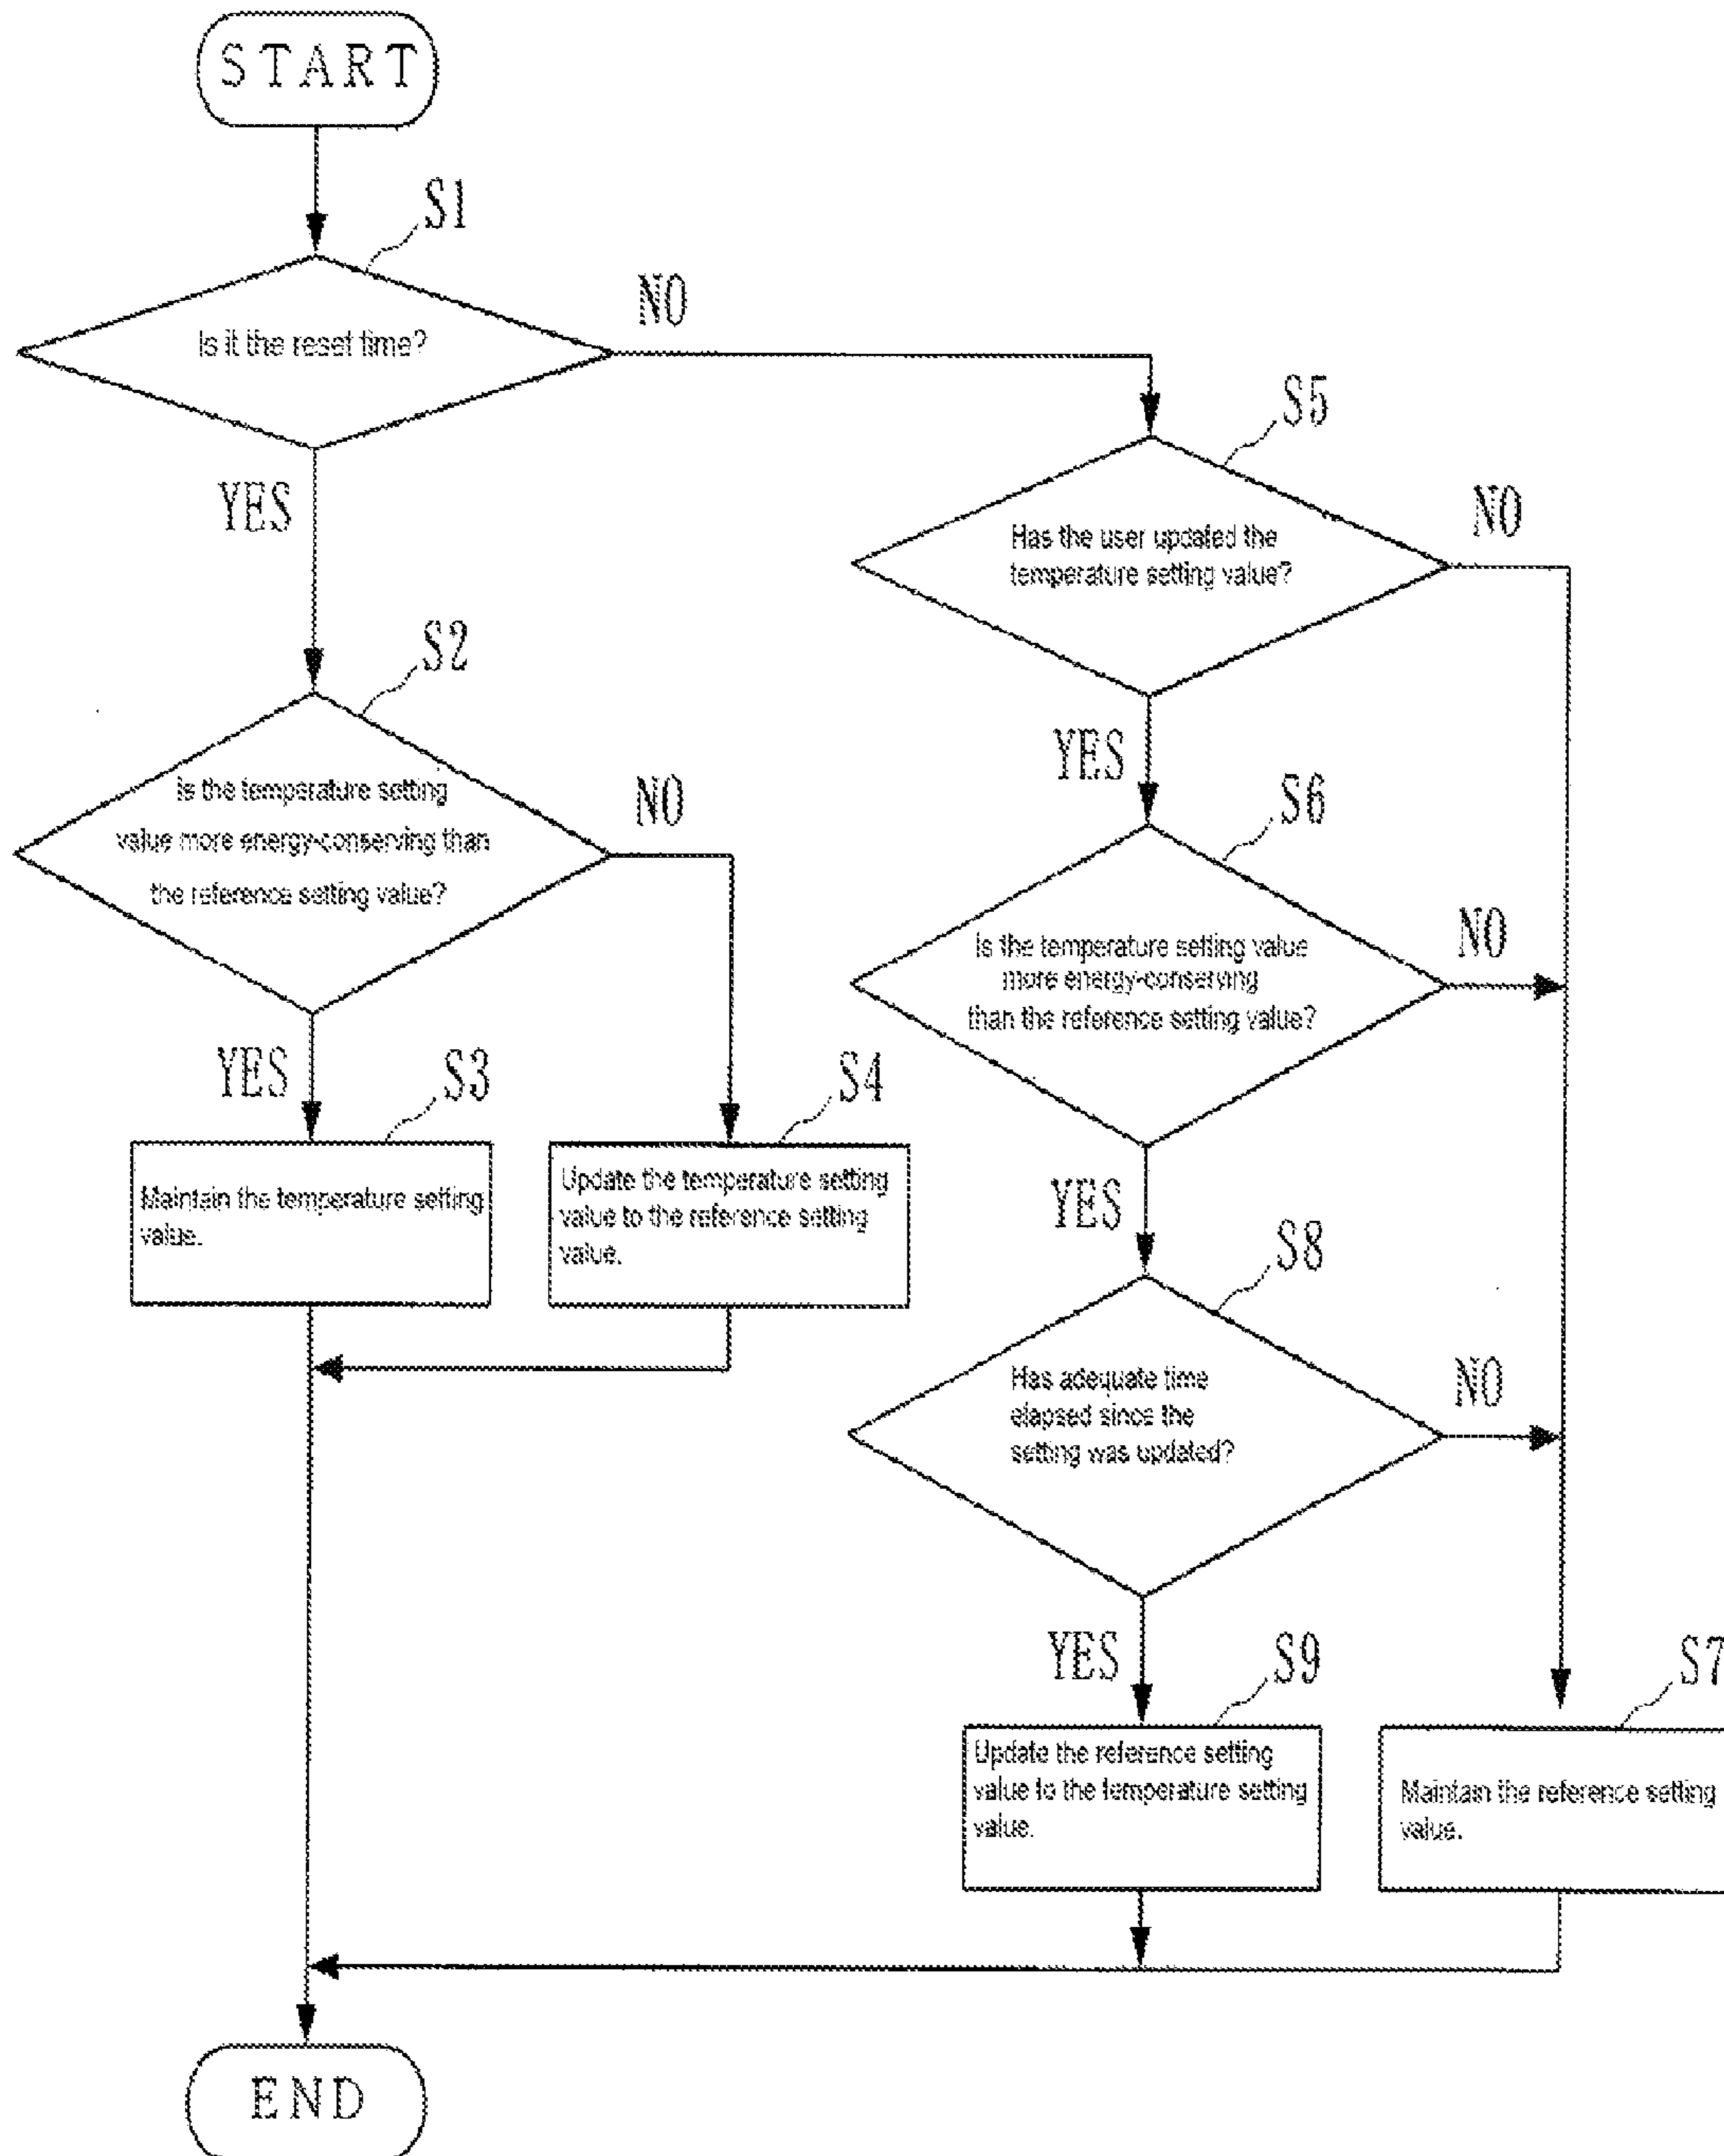 START
S1
Is it the reset time?
NO
YES
S5
Has the user updated the
temperature setting value?
NO
YES
S2
Is the temperature setting
value more energy-conserving than
the reference setting value?
NO
YES
S6
Is the temperature setting value
more energy-conserving
than the reference setting value?
NO
YES
S3
Maintain the temperature setting
value.
S4
Update the temperature setting
value to the reference setting
value.
S8
Has adequate time
elapsed since the
setting was updated?
NO
YES
S9
Update the reference setting
value to the temperature setting
value.
S7
Maintain the reference setting
value.
END